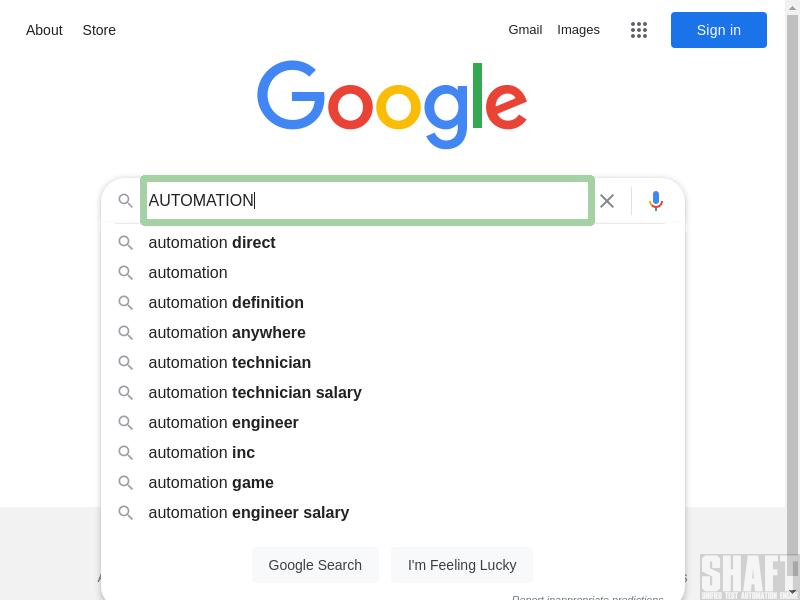 About Store Gmail Images Sign in
Google
AUTOMATION
automation direct
automation
automation definition
automation anywhere
automation technician
automation technician salary
automation engineer
automation inc
automation game
automation engineer salary
Google Search I'm Feeling Lucky
Report inappropriate predictions
SHAFT